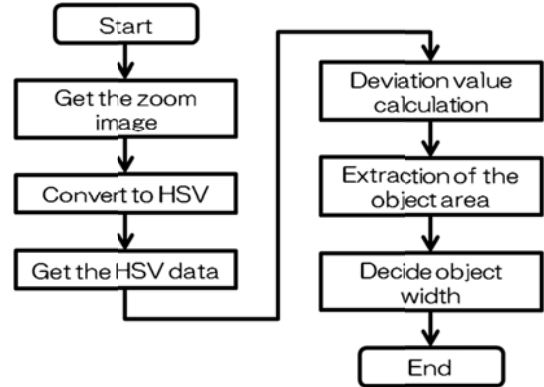 Start
Get the zoom
image
Convert to HSV
Get the HSV data
Deviation value
calculation
Extraction of the
object area
Decide object
width
End